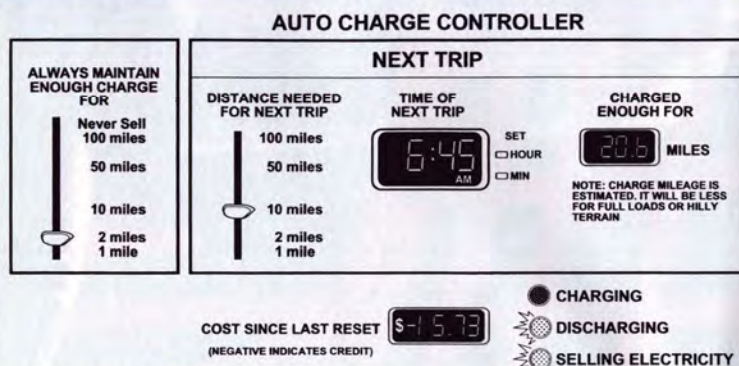 AUTO CHARGE CONTROLLER
ALWAYS MAINTAIN
ENOUGH CHARGE
FOR
Never Sell
100 miles
50 miles
10 miles
2 miles
1 mile
NEXT TRIP
DISTANCE NEEDED
FOR NEXT TRIP
100 miles
50 miles
10 miles
2 miles
1 mile
TIME OF
NEXT TRIP
6:45
AM
SET
HOUR
MIN
CHARGED
ENOUGH FOR
20.6 MILES
NOTE: CHARGE MILEAGE IS
ESTIMATED. IT WILL BE LESS
FOR FULL LOADS OR HILLY
TERRAIN
COST SINCE LAST RESET $-15.73
(NEGATIVE INDICATES CREDIT)
CHARGING
DISCHARGING
SELLING ELECTRICITY